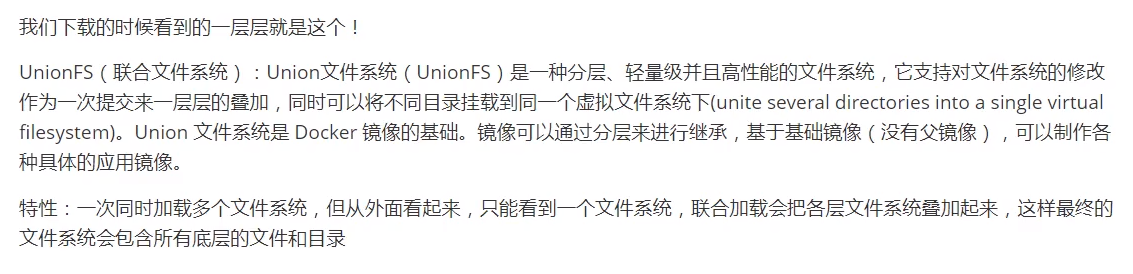 我们下载的时候看到的一层层就是这个！
UnionFS（联合文件系统）：Union文件系统（UnionFS）是一种分层、轻量级并且高性能的文件系统，它支持对文件系统的修改
作为一次提交来一层层的叠加，同时可以将不同目录挂载到同一个虚拟文件系统下(unite several directories into a single virtual
filesystem)。Union 文件系统是 Docker 镜像的基础。镜像可以通过分层来进行继承，基于基础镜像（没有父镜像），可以制作各
种具体的应用镜像。
特性：一次同时加载多个文件系统，但从外面看起来，只能看到一个文件系统，联合加载会把各层文件系统叠加起来，这样最终的
文件系统会包含所有底层的文件和目录